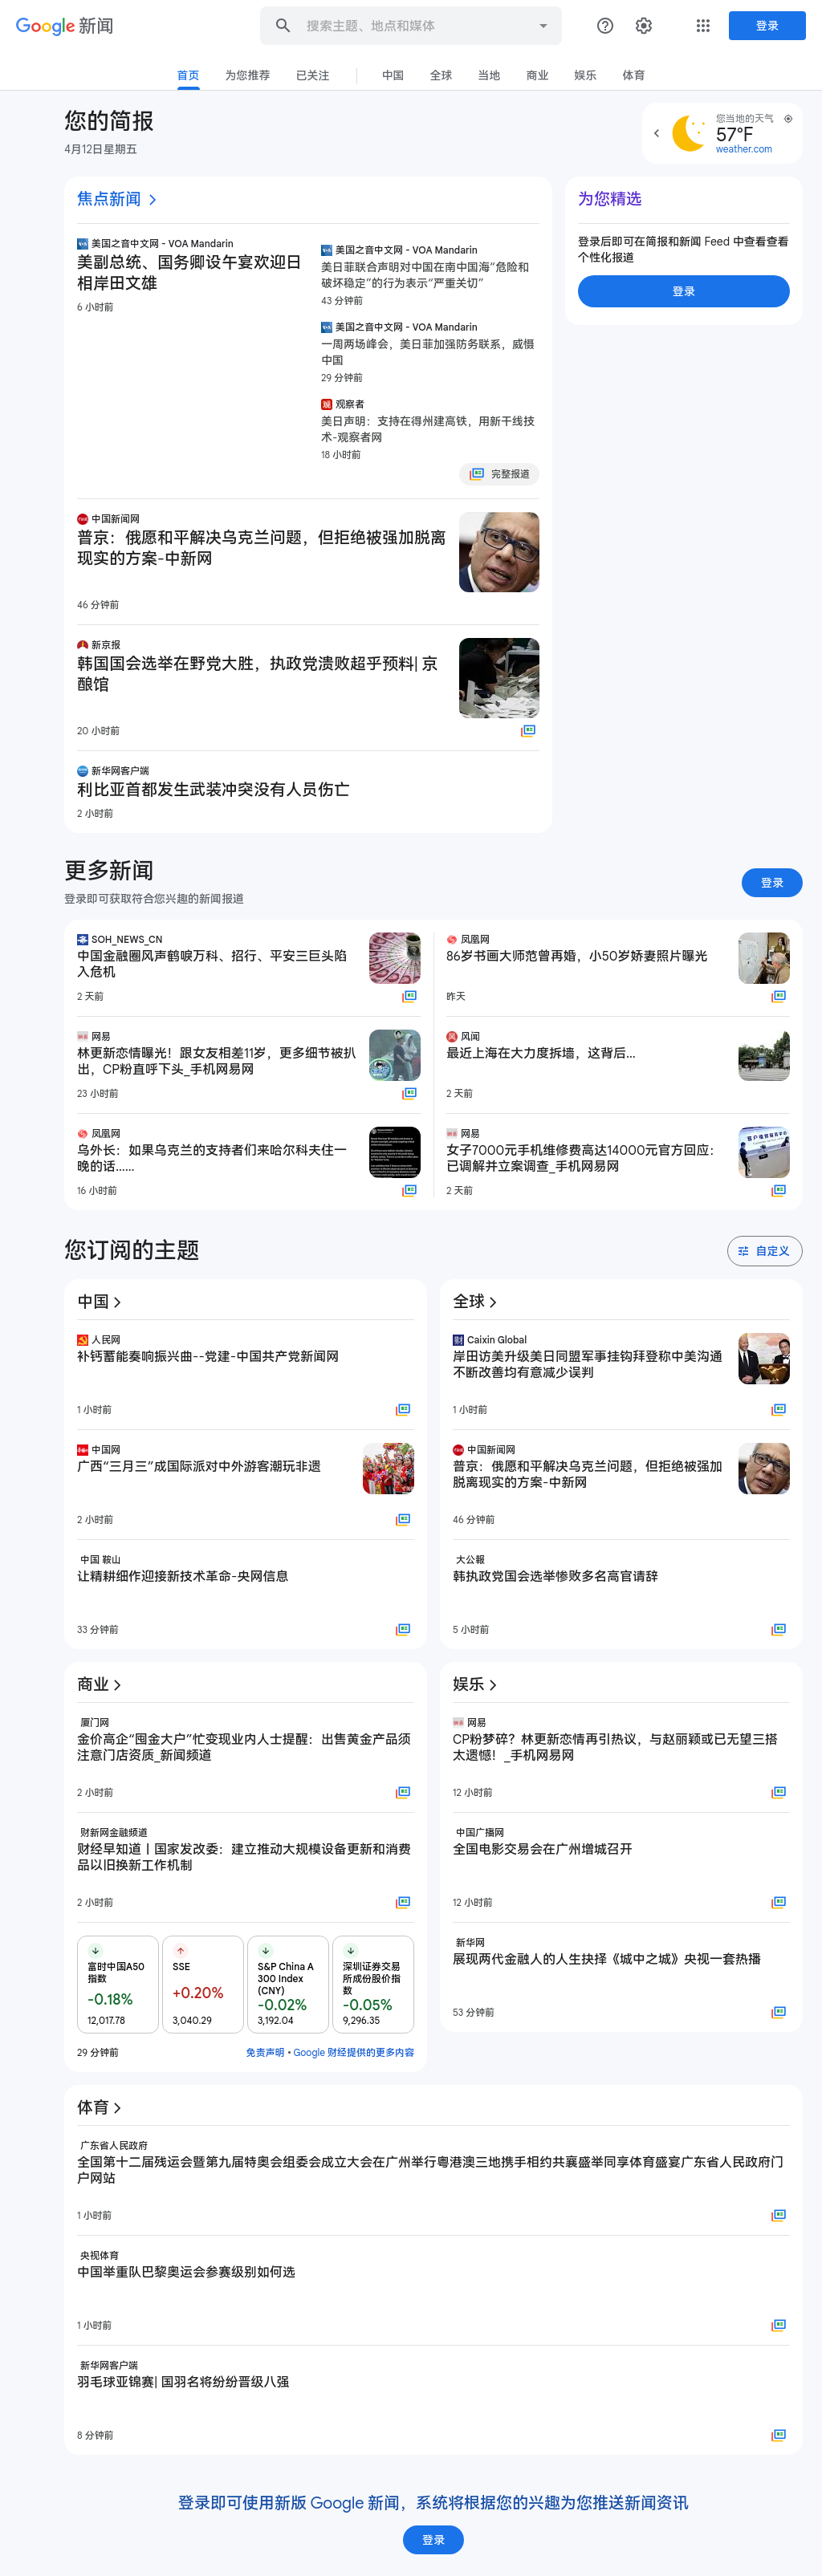 Google 新闻
搜索主题、地点和媒体
登录
首页
为您推荐
已关注
中国
全球
当地
商业
娱乐
体育
您的简报
4月12日星期五
您当地的天气
57°F
weather.com
焦点新闻
美国之音中文网 - VOA Mandarin
美副总统、国务卿设午宴欢迎日
相岸田文雄
6 小时前
美国之音中文网 - VOA Mandarin
美日菲联合声明对中国在南中国海“危险和
破坏稳定”的行为表示“严重关切”
43 分钟前
美国之音中文网 - VOA Mandarin
一周两场峰会，美日菲加强防务联系，威慑
中国
29 分钟前
观察者
美日声明：支持在得州建高铁，用新干线技
术-观察者网
18 小时前
完整报道
中国新闻网
普京：俄愿和平解决乌克兰问题，但拒绝被强加脱离
现实的方案-中新网
46 分钟前
新京报
韩国国会选举在野党大胜，执政党溃败超乎预料| 京
酿馆
20 小时前
新华网客户端
利比亚首都发生武装冲突没有人员伤亡
2 小时前
为您精选
登录后即可在简报和新闻 Feed 中查看查看
个性化报道
登录
更多新闻
登录即可获取符合您兴趣的新闻报道
登录
SOH_NEWS_CN
中国金融圈风声鹤唳万科、招行、平安三巨头陷
入危机
2 天前
凤凰网
86岁书画大师范曾再婚，小50岁娇妻照片曝光
昨天
网易
林更新恋情曝光！跟女友相差11岁，更多细节被扒
出，CP粉直呼下头_手机网易网
23 小时前
风闻
最近上海在大力度拆墙，这背后...
2 天前
凤凰网
乌外长：如果乌克兰的支持者们来哈尔科夫住一
晚的话......
16 小时前
网易
女子7000元手机维修费高达14000元官方回应：
已调解并立案调查_手机网易网
2 天前
您订阅的主题
自定义
中国
人民网
补钙蓄能奏响振兴曲--党建-中国共产党新闻网
1 小时前
中国网
广西“三月三”成国际派对中外游客潮玩非遗
2 小时前
中国 鞍山
让精耕细作迎接新技术革命-央网信息
33 分钟前
全球
Caixin Global
岸田访美升级美日同盟军事挂钩拜登称中美沟通
不断改善均有意减少误判
1 小时前
中国新闻网
普京：俄愿和平解决乌克兰问题，但拒绝被强加
脱离现实的方案-中新网
46 分钟前
大公報
韩执政党国会选举惨败多名高官请辞
5 小时前
商业
厦门网
金价高企“囤金大户”忙变现业内人士提醒：出售黄金产品须
注意门店资质_新闻频道
2 小时前
财新网金融频道
财经早知道丨国家发改委：建立推动大规模设备更新和消费
品以旧换新工作机制
2 小时前
富时中国A50
指数
-0.18%
12,017.78
SSE
+0.20%
3,040.29
S&P China A
300 Index
(CNY)
-0.02%
3,192.04
深圳证券交易
所成份股价指
数
-0.05%
9,296.35
29 分钟前
免责声明 • Google 财经提供的更多内容
娱乐
网易
CP粉梦碎？林更新恋情再引热议，与赵丽颖或已无望三搭
太遗憾！_手机网易网
12 小时前
中国广播网
全国电影交易会在广州增城召开
12 小时前
新华网
展现两代金融人的人生抉择《城中之城》央视一套热播
53 分钟前
体育
广东省人民政府
全国第十二届残运会暨第九届特奥会组委会成立大会在广州举行粤港澳三地携手相约共襄盛举同享体育盛宴广东省人民政府门
户网站
1 小时前
央视体育
中国举重队巴黎奥运会参赛级别如何选
1 小时前
新华网客户端
羽毛球亚锦赛| 国羽名将纷纷晋级八强
8 分钟前
登录即可使用新版 Google 新闻，系统将根据您的兴趣为您推送新闻资讯
登录